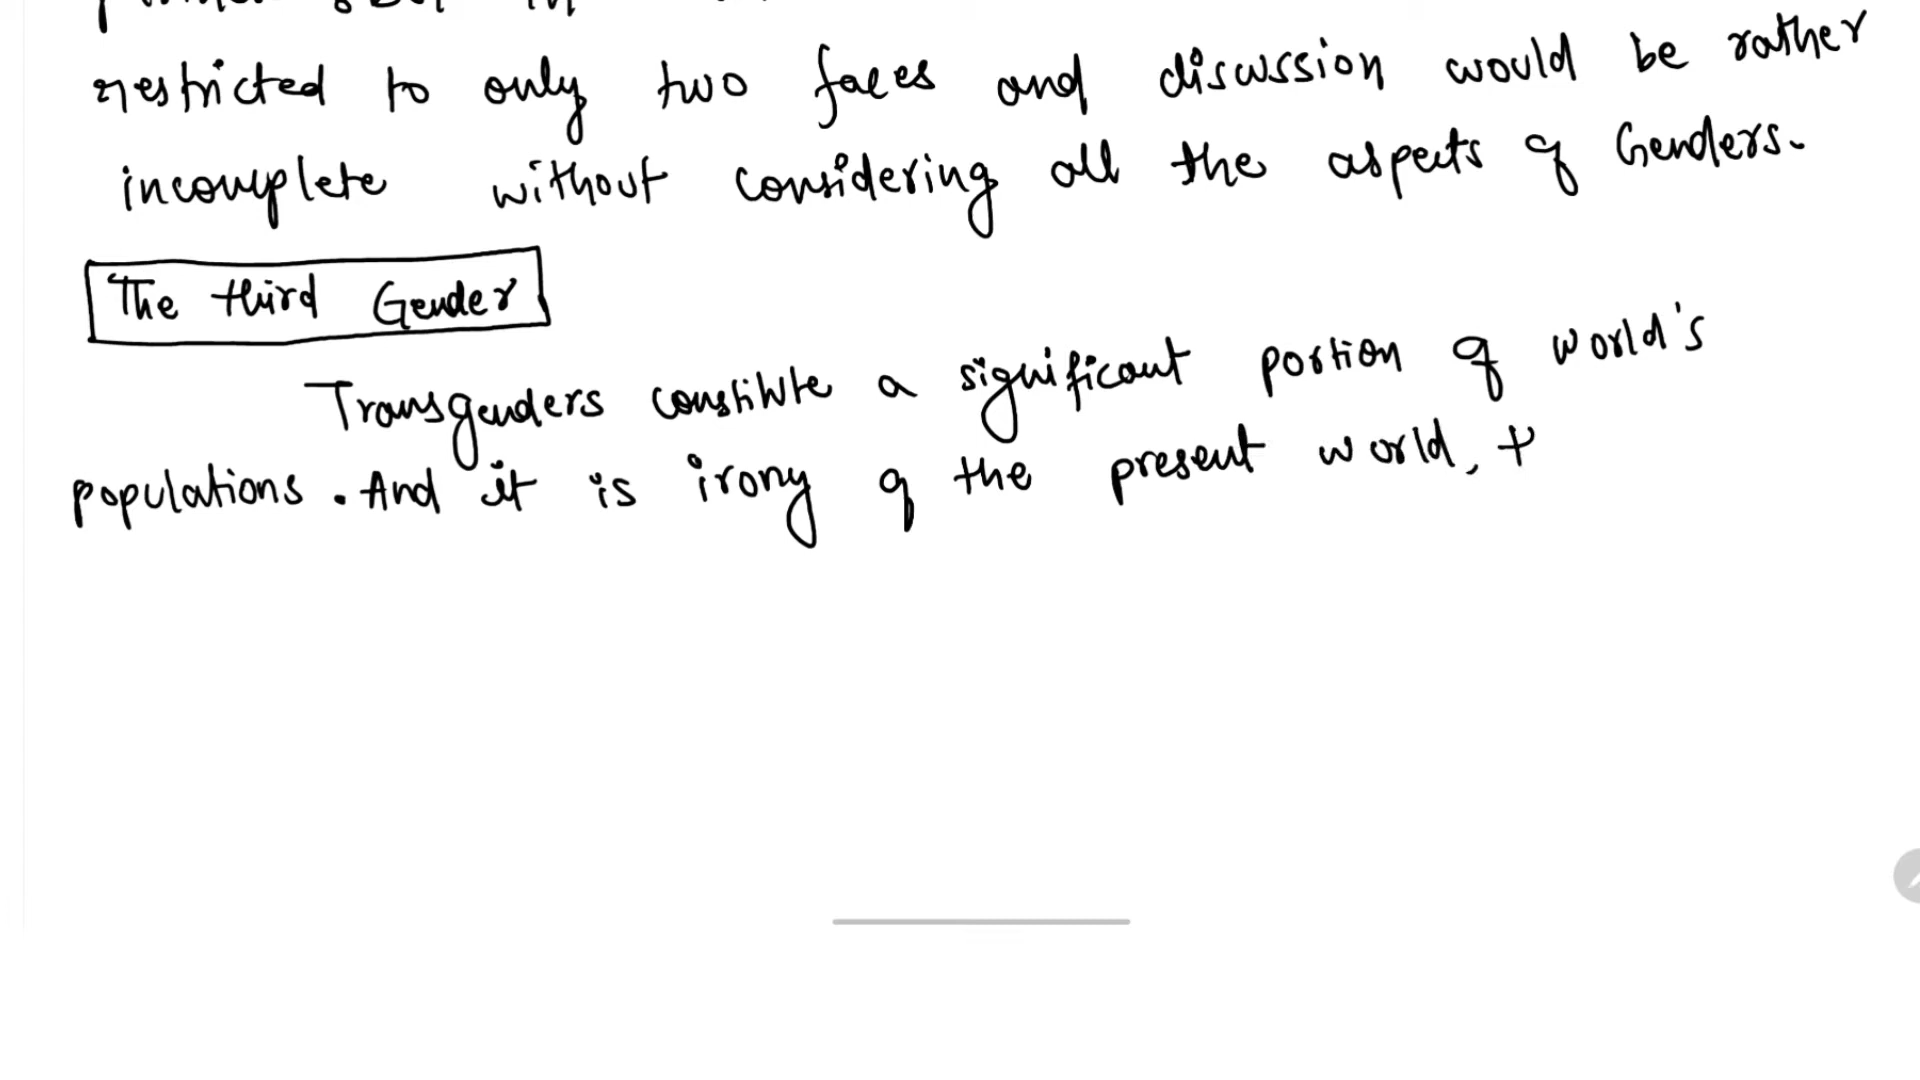 restricted to only two faces and discussion would be rather
incomplete without considering all the aspects of Genders.
The third Gender
Transgenders constitute a significant portion of world's
populations. And it is irony of the present world, t